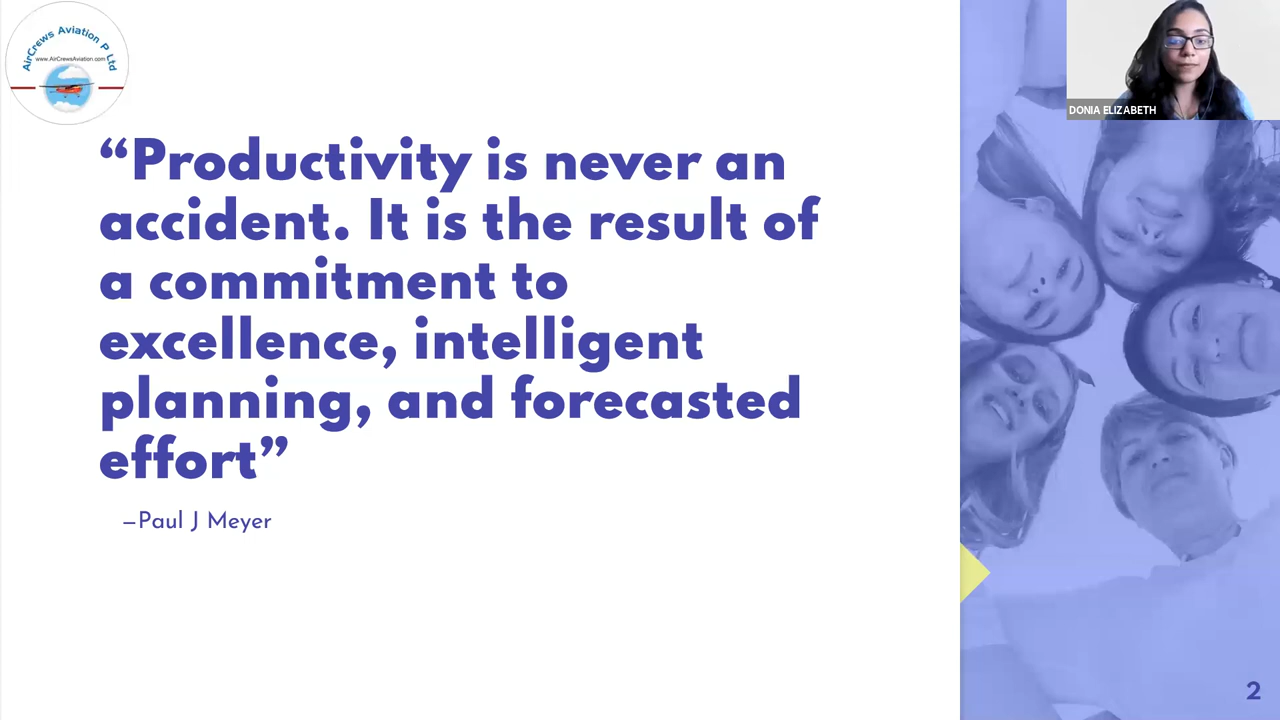 AirCrews Aviation P Ltd
www.AirCrewsAviation.com
DONIA ELIZABETH
“Productivity is never an
accident. It is the result of
a commitment to
excellence, intelligent
planning, and forecasted
effort”
—Paul J Meyer
2